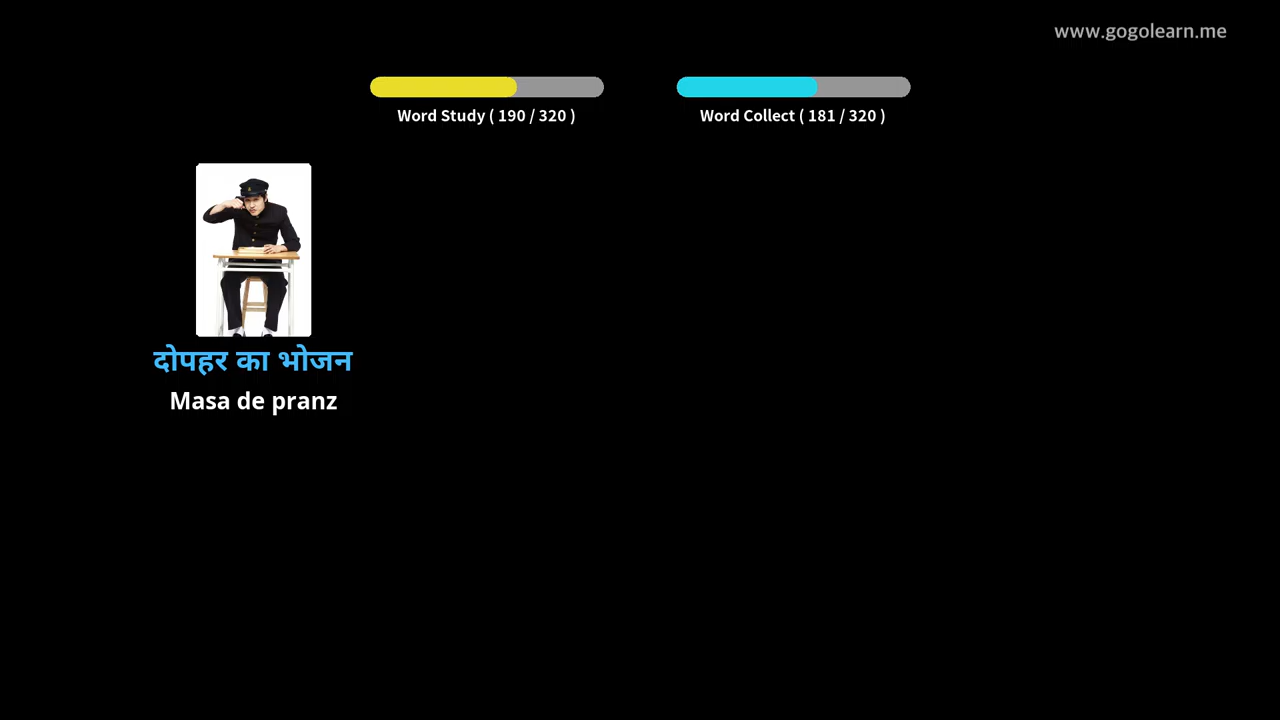 www.gogolearn.me
Word Study ( 190 / 320 )
Word Collect ( 181 / 320 )
दोपहर का भोजन
Masa de pranz